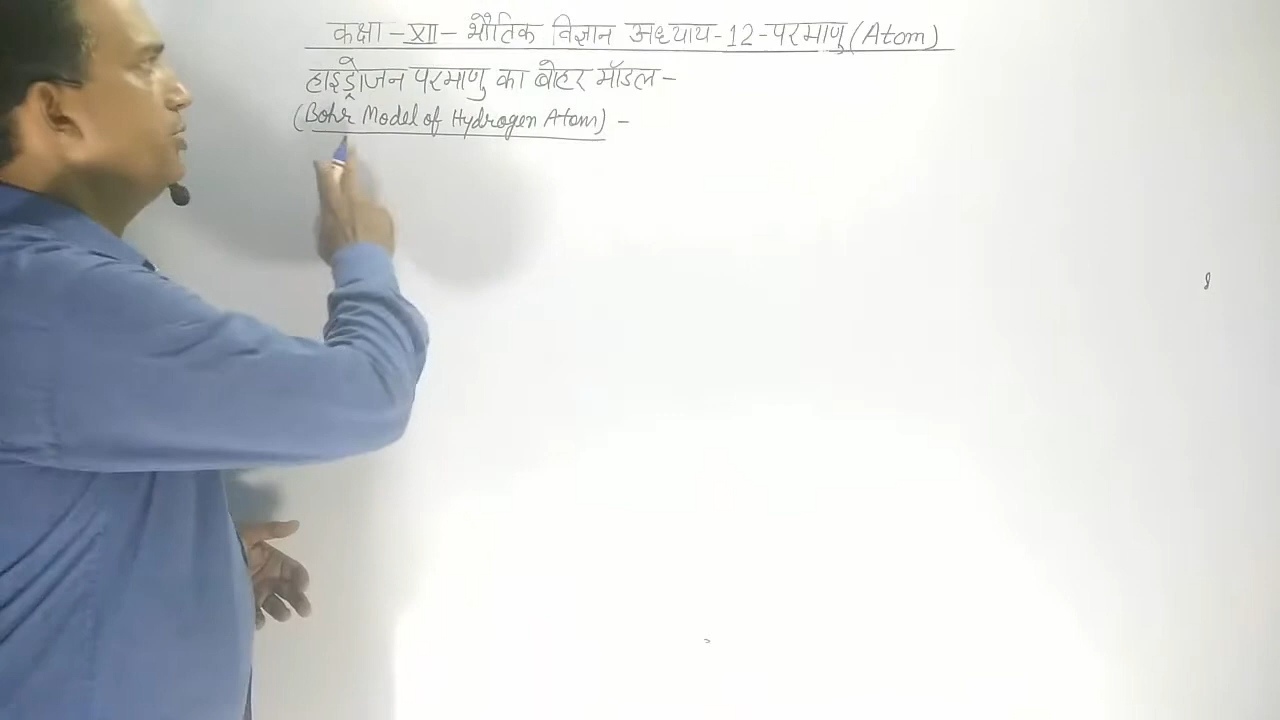 कक्षा - XII - भौतिक विज्ञान अध्याय - 12 - परमाणु (Atom)
हाइड्रोजन परमाणु का बोहर मॉडल -
(Bohr Model of Hydrogen Atom) -